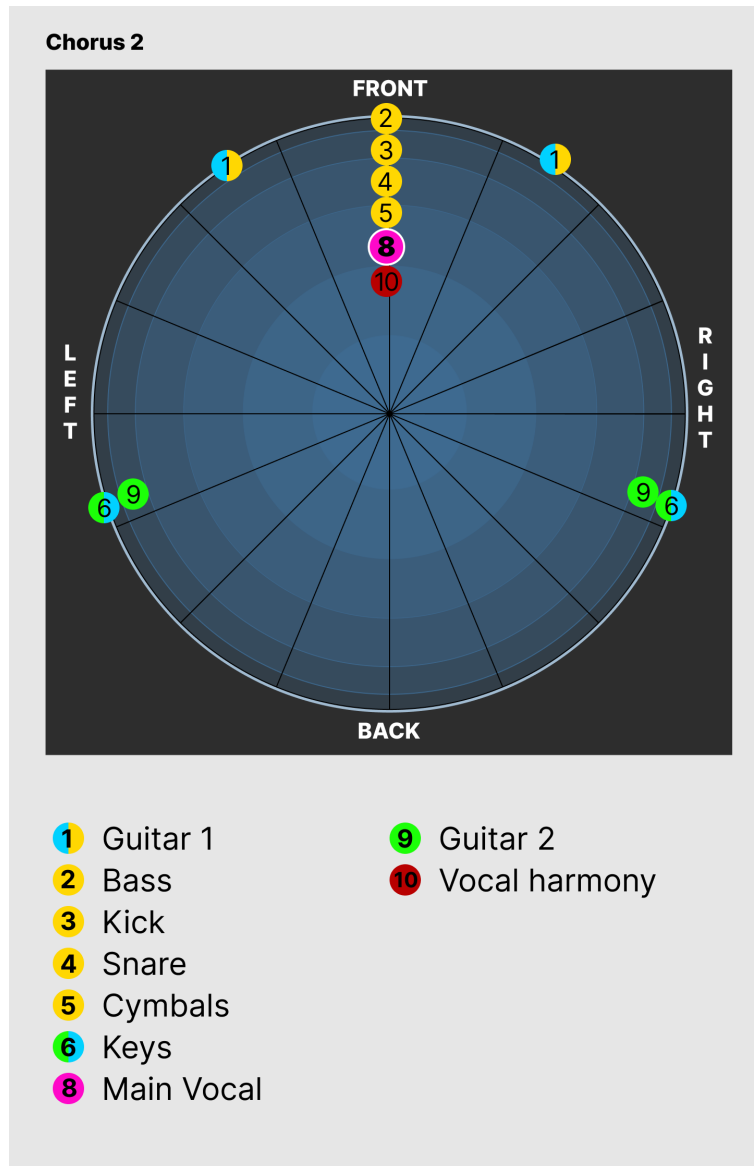 Chorus 2
FRONT
2
1
3
1
4
5
8
10
LEFT
RIGHT
9
6
9
6
BACK
1 Guitar 1
2 Bass
3 Kick
4 Snare
5 Cymbals
6 Keys
8 Main Vocal
9 Guitar 2
10 Vocal harmony